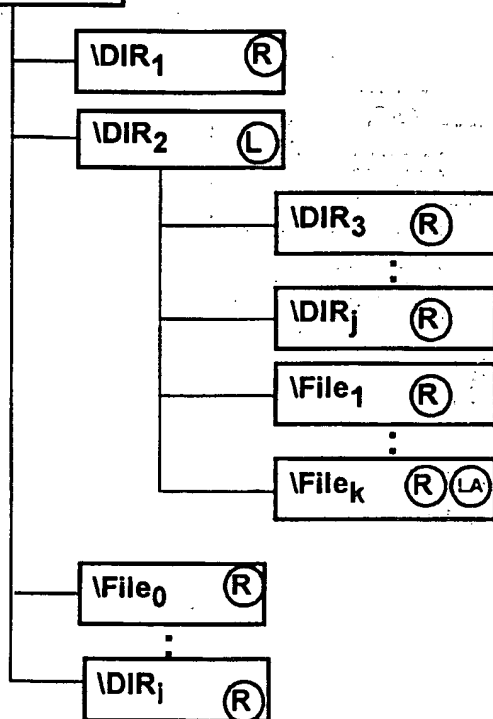 \DIR₁ R
\DIR₂ L
\DIR₃ R
\DIRⱼ R
\File₁ R
\Fileₖ R LA
\File₀ R
\DIRᵢ R